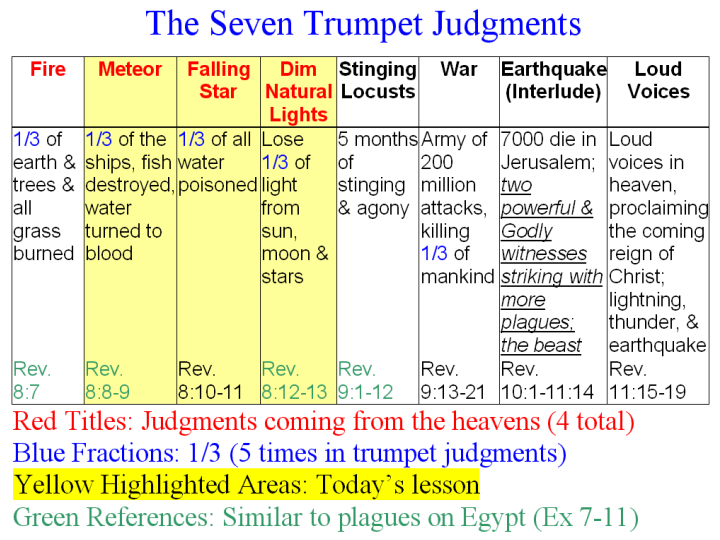 The Seven Trumpet Judgments
Fire
Meteor
Falling
Star
Dim
Natural
Lights
Stinging
Locusts
War
Earthquake
(Interlude)
Loud
Voices
1/3 of
earth &
trees &
all
grass
burned
1/3 of the
ships, fish
destroyed,
water
turned to
blood
1/3 of all
water
poisoned
Lose
1/3 of
light
from
sun,
moon &
stars
5 months
of
stinging
& agony
Army of
200
million
attacks,
killing
1/3 of
mankind
7000 die in
Jerusalem;
two
powerful &
Godly
witnesses
striking with
more
plagues;
the beast
Loud
voices in
heaven,
proclaiming
the coming
reign of
Christ;
lightning,
thunder, &
earthquake
Rev.
8:7
Rev.
8:8-9
Rev.
8:10-11
Rev.
8:12-13
Rev.
9:1-12
Rev.
9:13-21
Rev.
10:1-11:14
Rev.
11:15-19
Red Titles: Judgments coming from the heavens (4 total)
Blue Fractions: 1/3 (5 times in trumpet judgments)
Yellow Highlighted Areas: Today's lesson
Green References: Similar to plagues on Egypt (Ex 7-11)